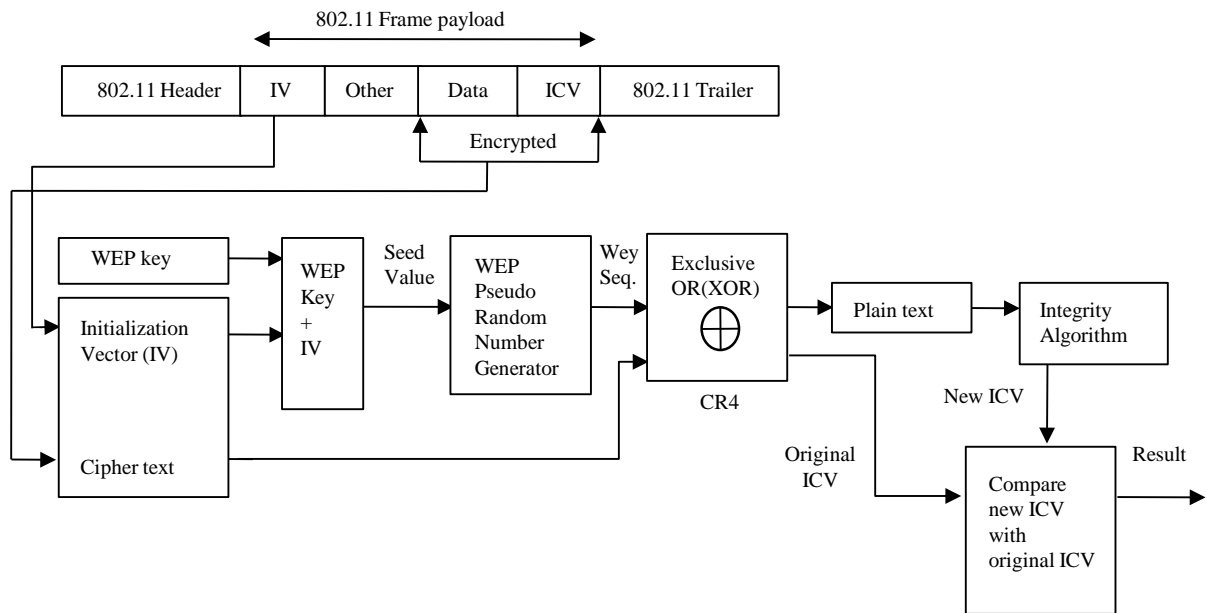 802.11 Frame payload
802.11 Header IV Other Data ICV 802.11 Trailer
Encrypted
WEP key
Initialization
Vector (IV)
Cipher text
WEP
Key
+
IV
Seed
Value
WEP
Pseudo
Random
Number
Generator
Wey
Seq.
Exclusive
OR(XOR)
CR4
Plain text
Integrity
Algorithm
New ICV
Original
ICV
Compare
new ICV
with
original ICV
Result